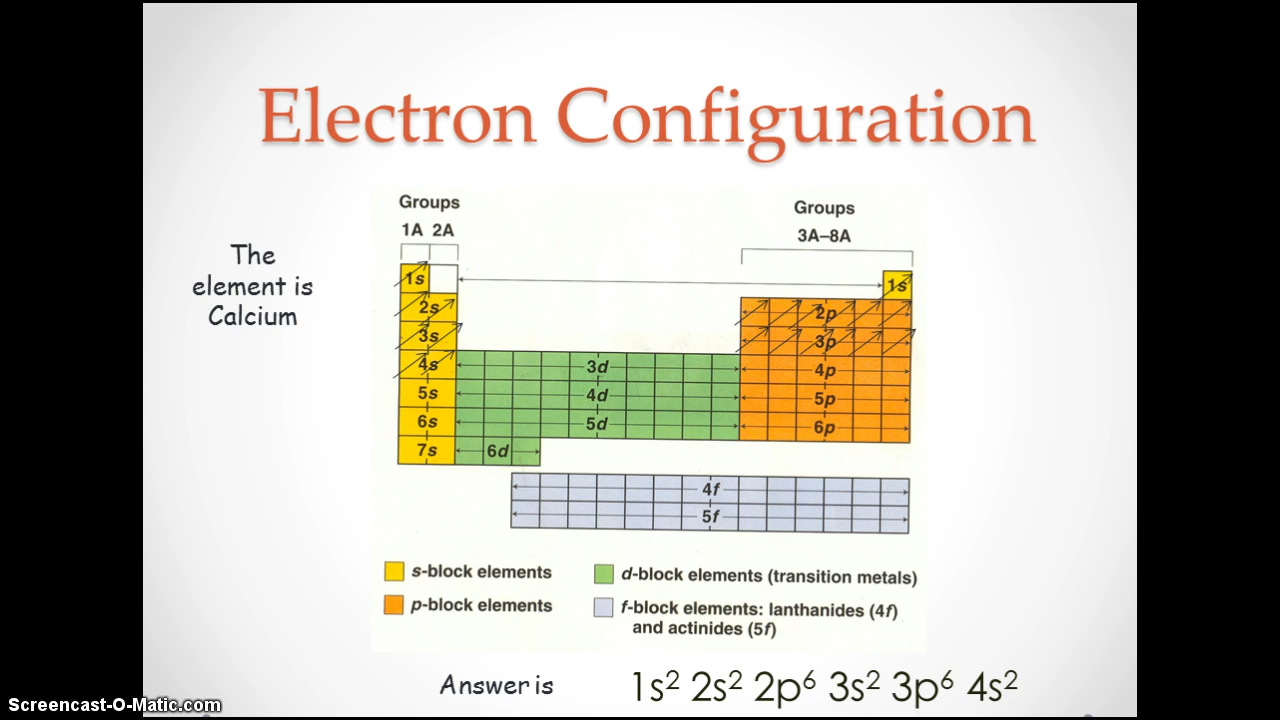 Electron Configuration
Groups
1A 2A
Groups
3A–8A
The
element is
Calcium
1s
1s
2s
2p
3s
3p
4s
3d
4p
5s
4d
5p
6s
5d
6p
7s
6d
4f
5f
s-block elements
d-block elements (transition metals)
p-block elements
f-block elements: lanthanides (4f)
and actinides (5f)
Answer is
1s² 2s² 2p⁶ 3s² 3p⁶ 4s²
Screencast-O-Matic.com